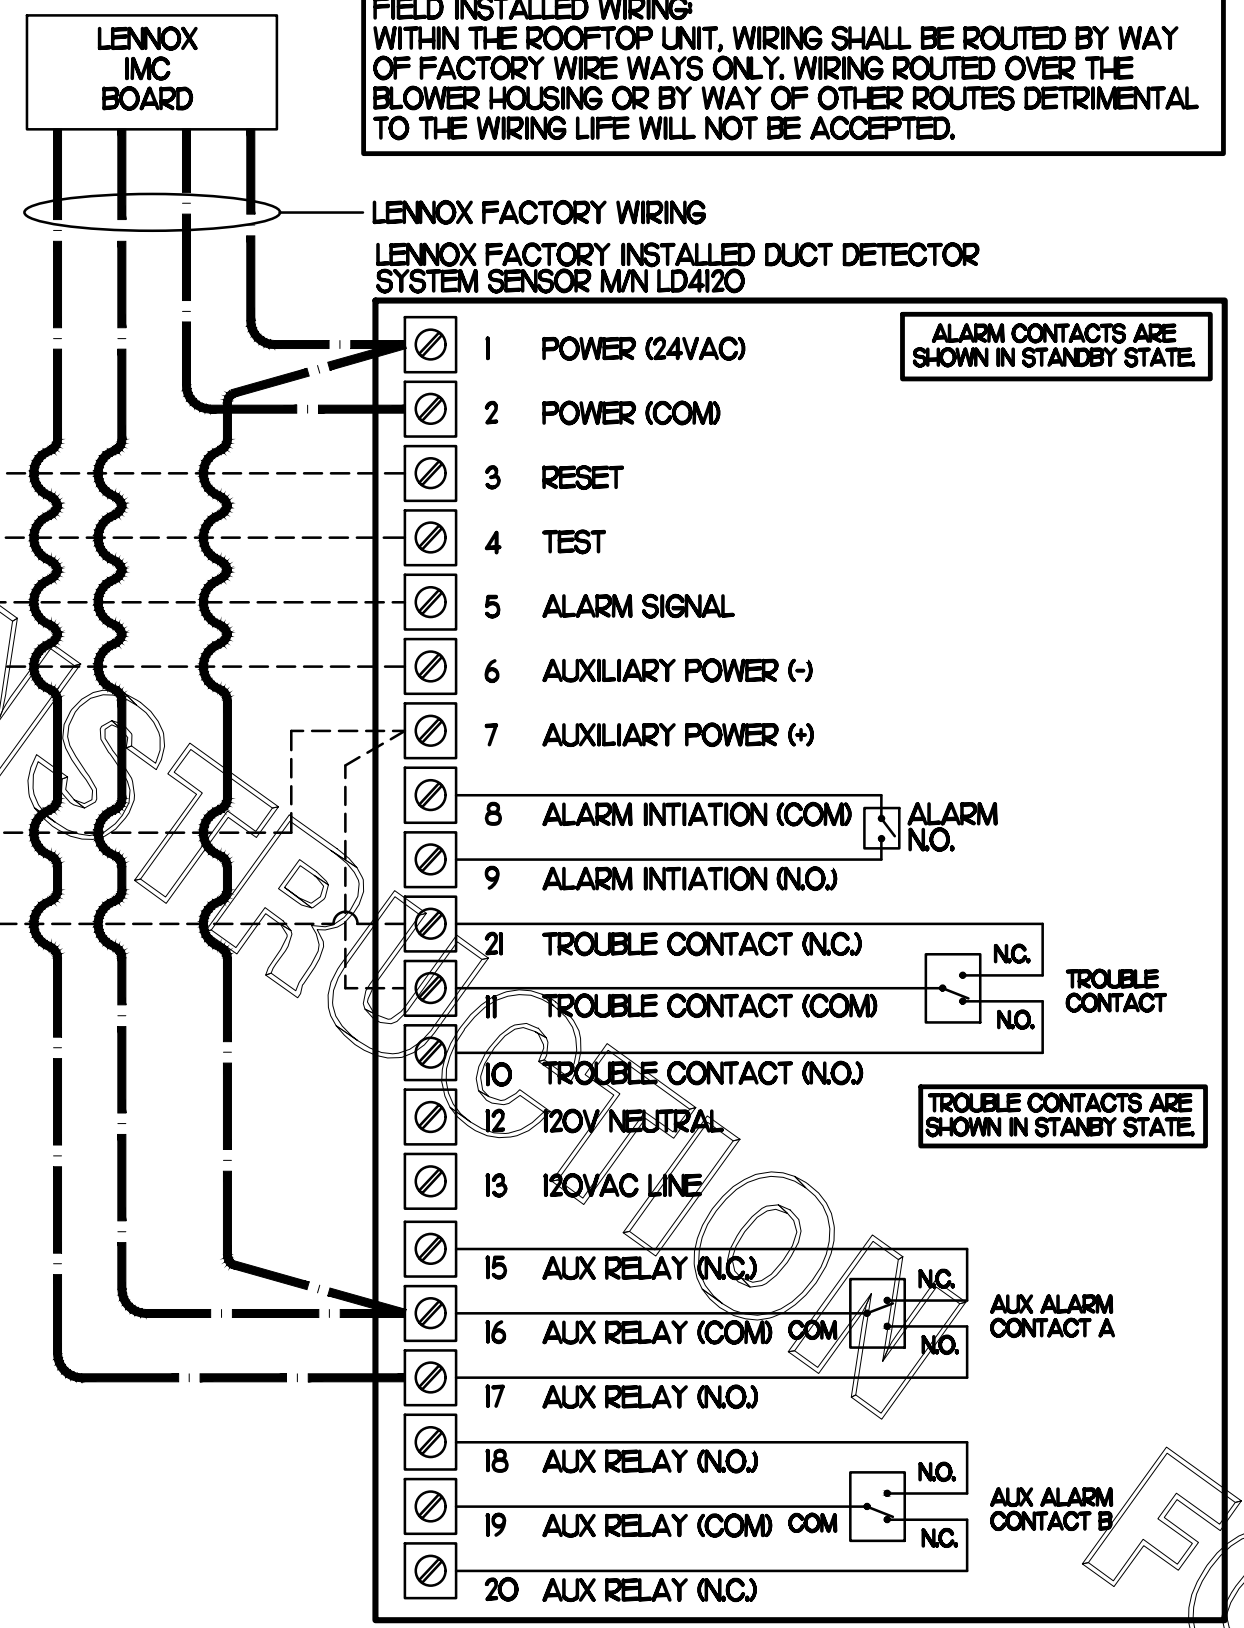 FIELD INSTALLED WIRING:
WITHIN THE ROOFTOP UNIT, WIRING SHALL BE ROUTED BY WAY
OF FACTORY WIRE WAYS ONLY. WIRING ROUTED OVER THE
BLOWER HOUSING OR BY WAY OF OTHER ROUTES DETRIMENTAL
TO THE WIRING LIFE WILL NOT BE ACCEPTED.
LENNOX
IMC
BOARD
LENNOX FACTORY WIRING
LENNOX FACTORY INSTALLED DUCT DETECTOR
SYSTEM SENSOR M/N LD4120
ALARM CONTACTS ARE
SHOWN IN STANDBY STATE.
1 POWER (24VAC)
2 POWER (COM)
3 RESET
4 TEST
5 ALARM SIGNAL
6 AUXILIARY POWER (-)
7 AUXILIARY POWER (+)
8 ALARM INTIATION (COM)
ALARM
N.O.
9 ALARM INTIATION (N.O.)
21 TROUBLE CONTACT (N.C.)
N.C.
TROUBLE
CONTACT
11 TROUBLE CONTACT (COM)
N.O.
10 TROUBLE CONTACT (N.O.)
TROUBLE CONTACTS ARE
SHOWN IN STANBY STATE.
12 120V NEUTRAL
13 120VAC LINE
15 AUX RELAY (N.C.)
N.C.
AUX ALARM
CONTACT A
16 AUX RELAY (COM) COM
N.O.
17 AUX RELAY (N.O.)
18 AUX RELAY (N.O.)
N.O.
AUX ALARM
CONTACT B
19 AUX RELAY (COM) COM
N.C.
20 AUX RELAY (N.C.)
NSTRUCTION
FO